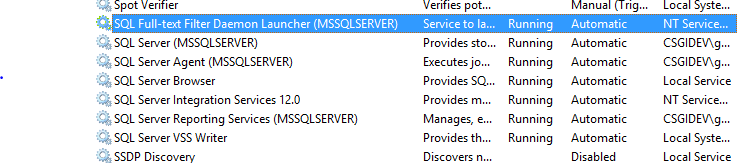 Spot Verifier Verifies pot... Manual (Trig... Local Syste...
SQL Full-text Filter Daemon Launcher (MSSQLSERVER) Service to la... Running Automatic NT Service...
SQL Server (MSSQLSERVER) Provides sto... Running Automatic CSGIDEV\g...
SQL Server Agent (MSSQLSERVER) Executes jo... Running Automatic CSGIDEV\g...
SQL Server Browser Provides SQ... Running Automatic Local Service
SQL Server Integration Services 12.0 Provides m... Running Automatic NT Service...
SQL Server Reporting Services (MSSQLSERVER) Manages, e... Running Automatic CSGIDEV\g...
SQL Server VSS Writer Provides th... Running Automatic Local Syste...
SSDP Discovery Discovers n... Disabled Local Service